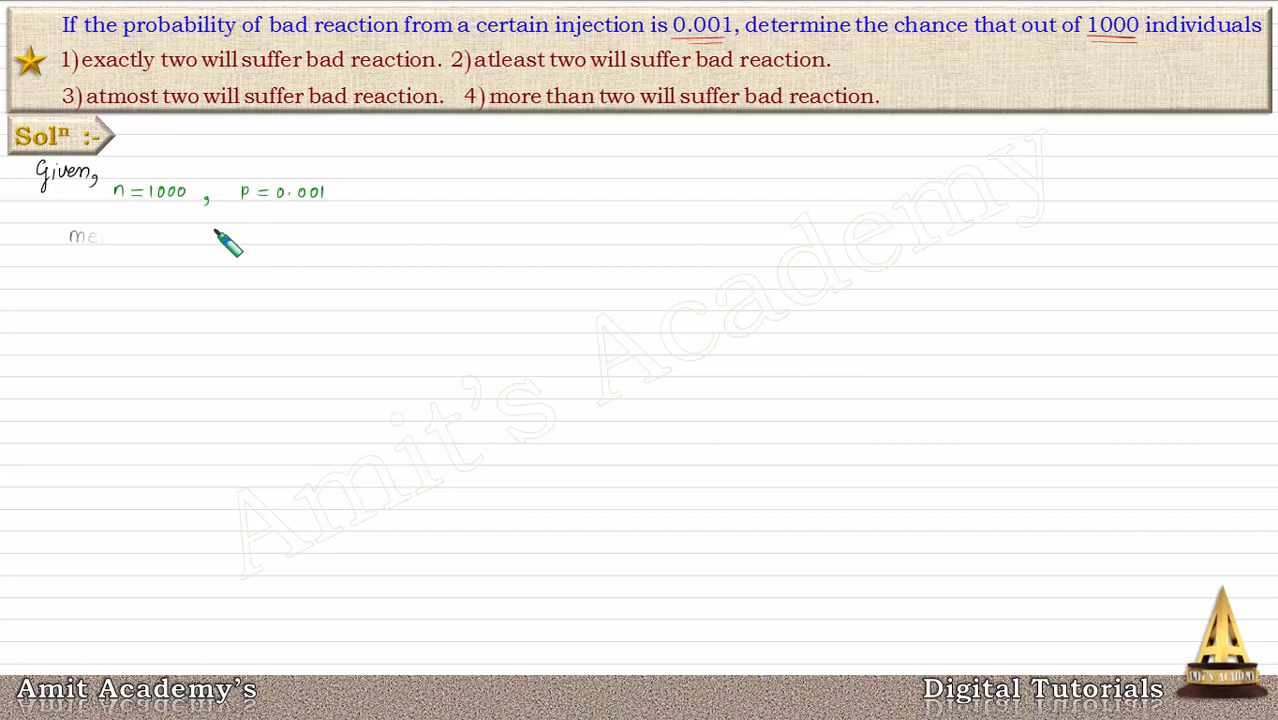 If the probability of bad reaction from a certain injection is 0.001, determine the chance that out of 1000 individuals
1) exactly two will suffer bad reaction. 2) atleast two will suffer bad reaction.
3) atmost two will suffer bad reaction. 4) more than two will suffer bad reaction.
Solⁿ :-
Given,
n = 1000 , p = 0.001
me
Amit's Academy
AMIT'S ACADEMY
Amit Academy's
Digital Tutorials